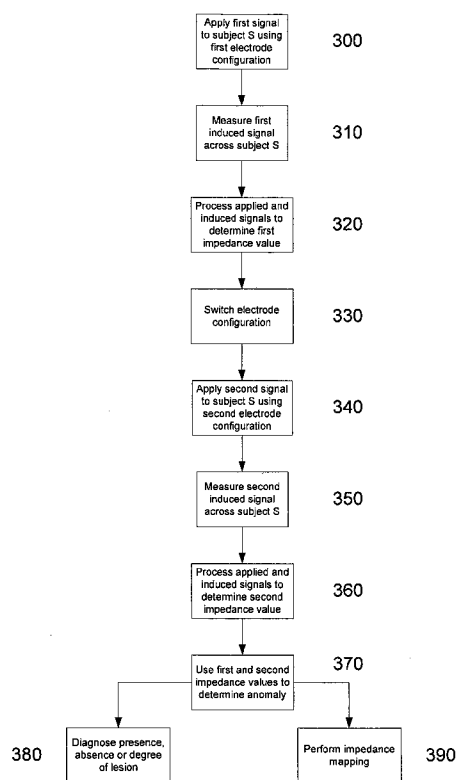 Apply first signal
to subject S using
first electrode
configuration
300
Measure first
induced signal
across subject S
310
Process applied and
induced signals to
determine first
impedance value
320
Switch electrode
configuration
330
Apply second signal
to subject S using
second electrode
configuration
340
Measure second
induced signal
across subject S
350
Process applied and
induced signals to
determine second
impedance value
360
370
Use first and second
impedance values to
determine anomaly
380
Diagnose presence,
absence or degree
of lesion
Perform impedance
mapping
390